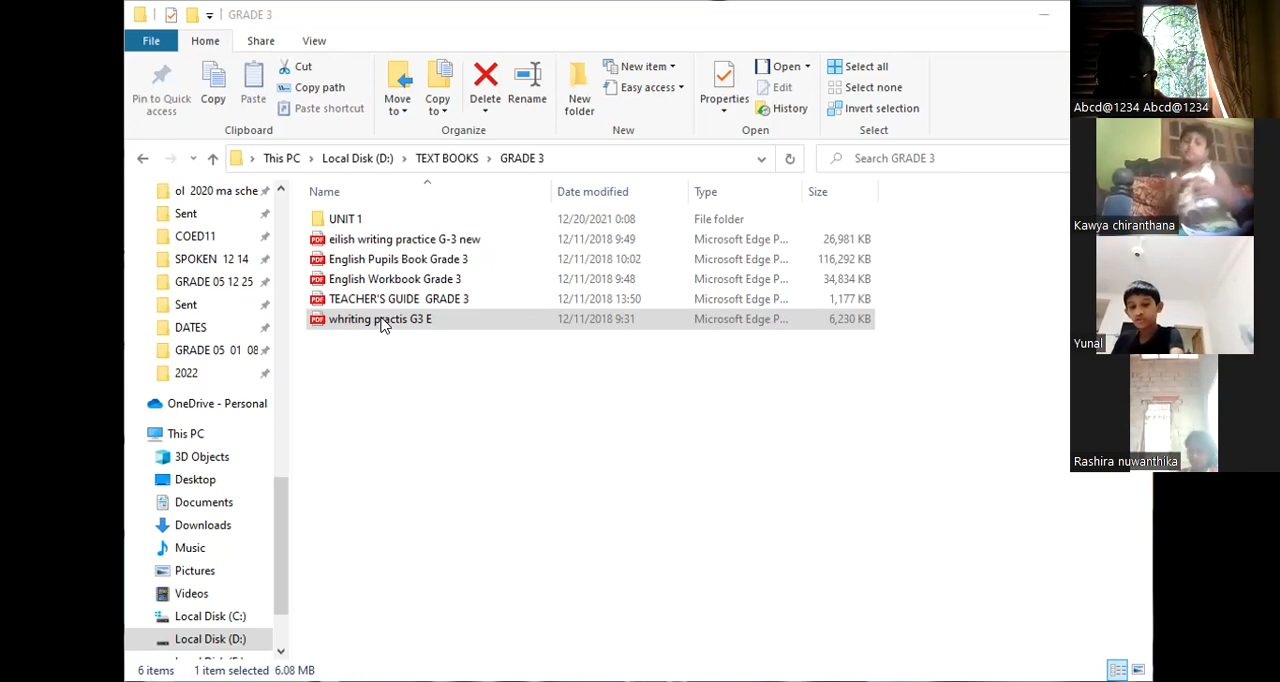 GRADE 3
File Home Share View
Pin to Quick access
Copy
Paste
Cut
Copy path
Paste shortcut
Clipboard
Move to
Copy to
Delete
Rename
Organize
New folder
New item
Easy access
New
Properties
Open
Edit
History
Open
Select all
Select none
Invert selection
Select
This PC > Local Disk (D:) > TEXT BOOKS > GRADE 3
Search GRADE 3
ol 2020 ma sche
Sent
COED11
SPOKEN 12 14
GRADE 05 12 25
Sent
DATES
GRADE 05 01 08
2022
OneDrive - Personal
This PC
3D Objects
Desktop
Documents
Downloads
Music
Pictures
Videos
Local Disk (C:)
Local Disk (D:)
Name Date modified Type Size
UNIT 1 12/20/2021 0:08 File folder
eilish writing practice G-3 new 12/11/2018 9:49 Microsoft Edge P... 26,981 KB
English Pupils Book Grade 3 12/11/2018 10:02 Microsoft Edge P... 116,292 KB
English Workbook Grade 3 12/11/2018 9:48 Microsoft Edge P... 34,834 KB
TEACHER'S GUIDE GRADE 3 12/11/2018 13:50 Microsoft Edge P... 1,177 KB
whriting practis G3 E 12/11/2018 9:31 Microsoft Edge P... 6,230 KB
6 items 1 item selected 6.08 MB
Abcd@1234 Abcd@1234
Kawya chiranthana
Yunal
Rashira nuwanthika